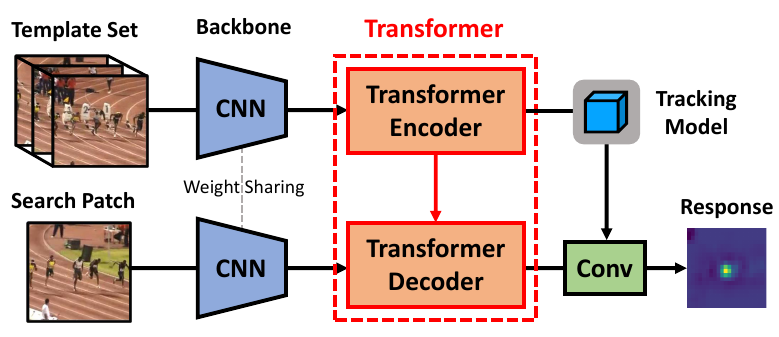 Template Set
Backbone
Transformer
CNN
Transformer
Encoder
Tracking
Model
Weight Sharing
Search Patch
CNN
Transformer
Decoder
Conv
Response